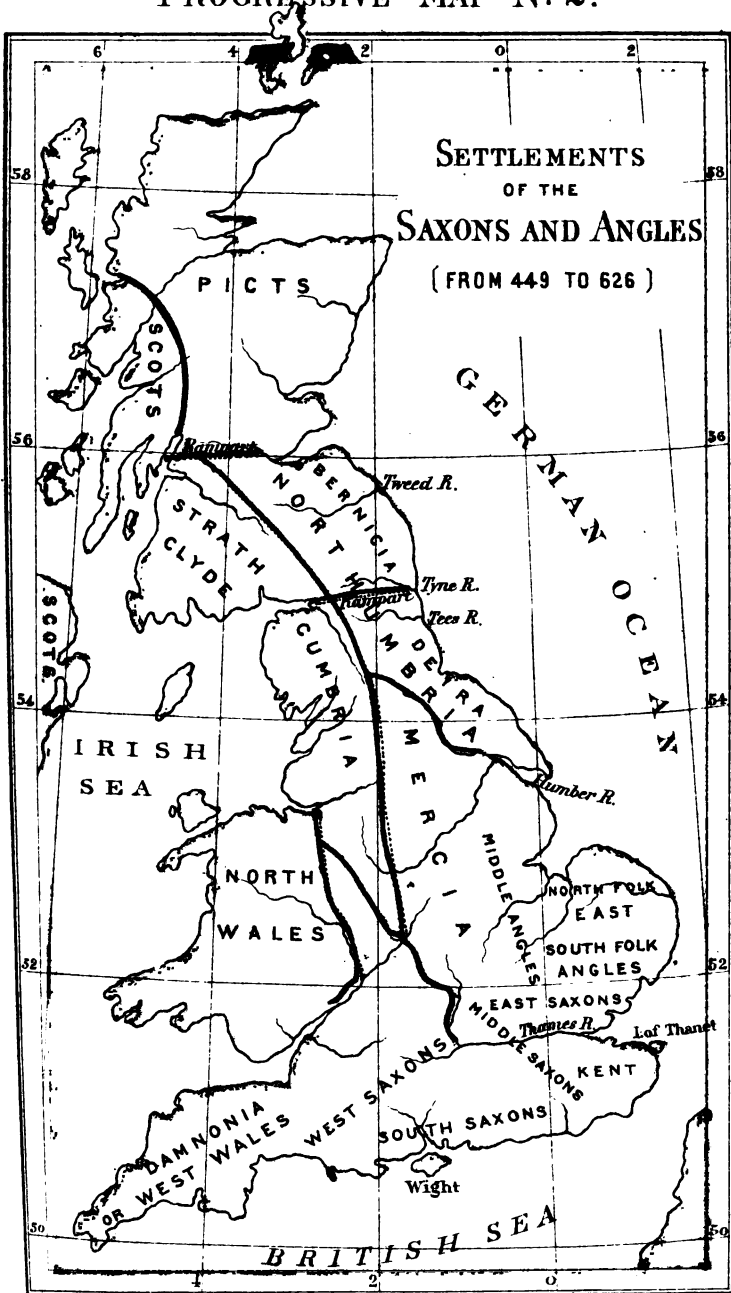 PROGRESSIVE MAP No. 2.
6 4 2 0 2
SETTLEMENTS
OF THE
SAXONS AND ANGLES
(FROM 449 TO 626)
58 58
PICTS
SCOTS
GERMAN OCEAN
56 56
Rampart
BERNICIA
Tweed R.
NORTHUMBRIA
STRATH
CLYDE
Tyne R.
Rampart
Tees R.
SCOTS
CUMBRIA
DEIRA
54 54
IRISH
SEA
MERCIA
Humber R.
MIDDLE ANGLES
NORTH
WALES
NORTH FOLK
EAST
SOUTH FOLK
ANGLES
52 52
EAST SAXONS
Thames R.
I. of Thanet
MIDDLE SAXONS
KENT
WEST SAXONS
SOUTH SAXONS
DAMNONIA
OR WEST WALES
Wight
50 50
BRITISH SEA
4 2 0